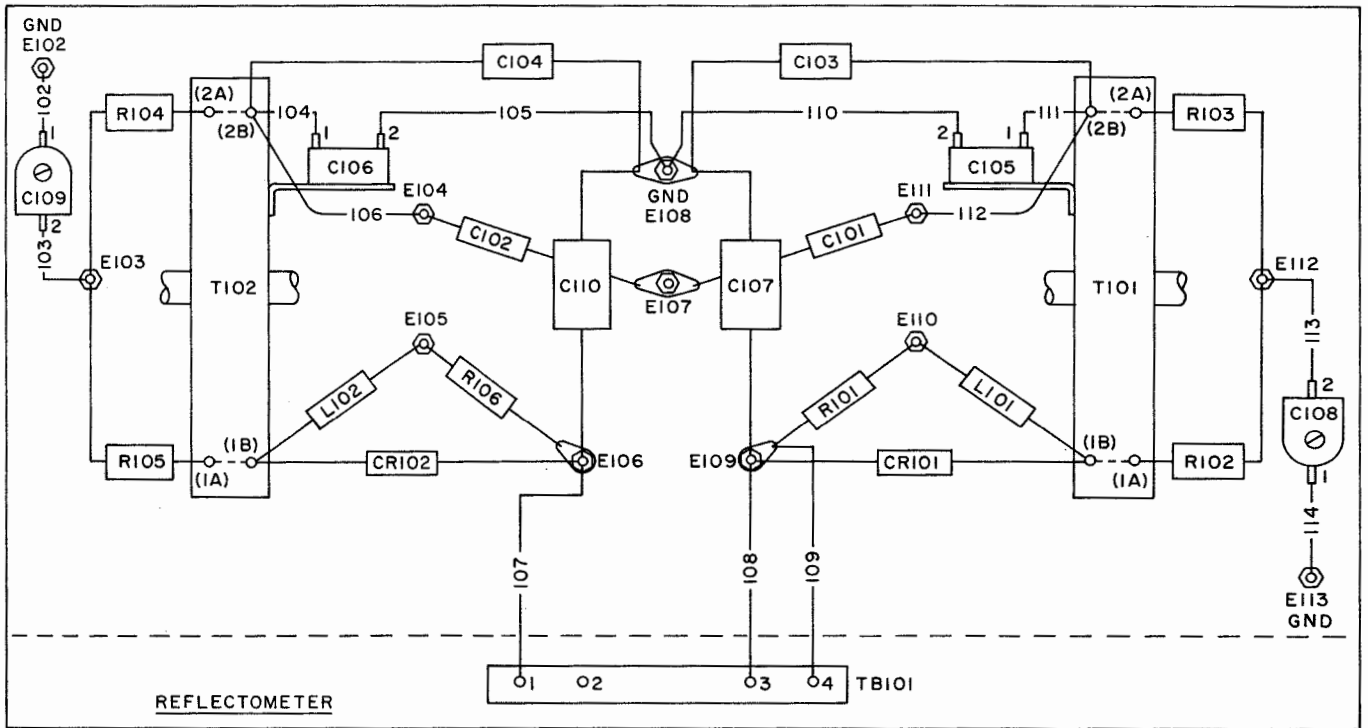 GND
E102
102
1
C109
2
103
E103
R104
R105
(2A)
(2B)
104
1
2
C106
105
C104
C103
110
2
1
C105
111
(2B)
(2A)
R103
106
E104
C102
GND
E108
E111
112
C101
T102
C110
E107
C107
T101
E112
113
2
C108
1
114
E113
GND
E105
L102
R106
E110
R101
L101
(1B)
(1A)
CR102
E106
E109
CR101
(1B)
(1A)
R102
107
108
109
1
2
3
4
TB101
REFLECTOMETER